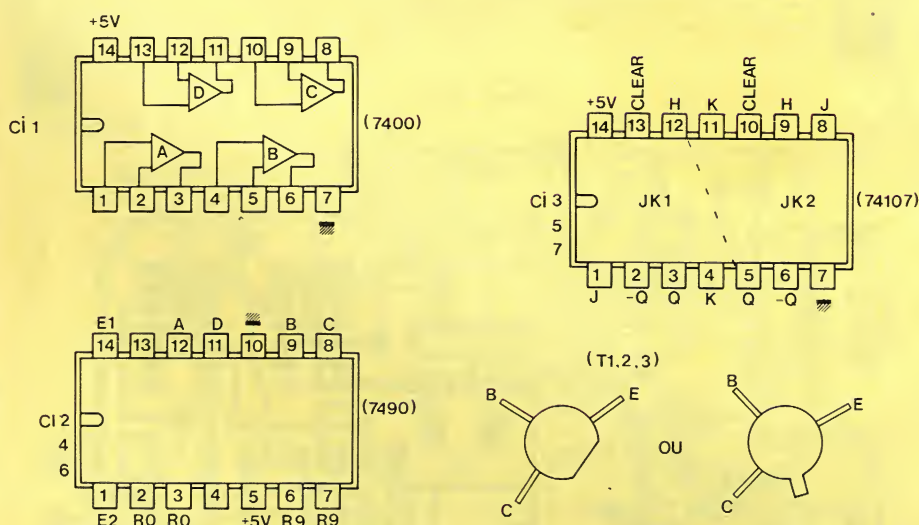 +5V
14 13 12 11 10 9 8
D C
Ci 1
(7400)
A B
1 2 3 4 5 6 7
CLEAR CLEAR
+5V H K H J
14 13 12 11 10 9 8
Ci 3 JK1 JK2 (74107)
5
7
1 2 3 4 5 6 7
J -Q Q K Q -Q
E1 A D B C
14 13 12 11 10 9 8
(7490)
Ci 2
4
6
1 2 3 4 5 6 7
E2 R0 R0 +5V R9 R9
(T1,2,3)
B E B E
OU
C C